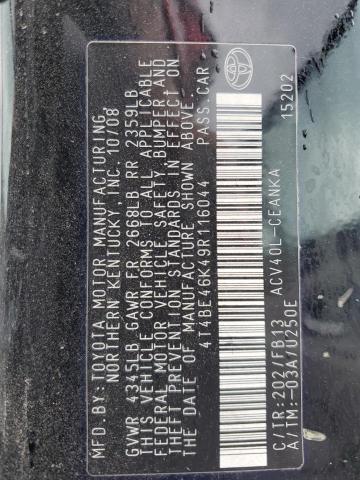 MFD.BY:TOYOTA MOTOR MANUFACTURING,
NORTHERN KENTUCKY, INC. 10/08
GVWR 4345LB GAWR FR 2668LB RR 2359LB
THIS VEHICLE CONFORMS TO ALL APPLICABLE
FEDERAL MOTOR VEHICLE SAFETY,BUMPER,AND
THEFT PREVENTION STANDARDS IN EFFECT ON
THE DATE OF MANUFACTURE SHOWN ABOVE.
4T4BE46K49R116044 PASS.CAR
C/TR:202/FB13 ACV40L-CEANKA
A/TM:-03A/U250E 15202